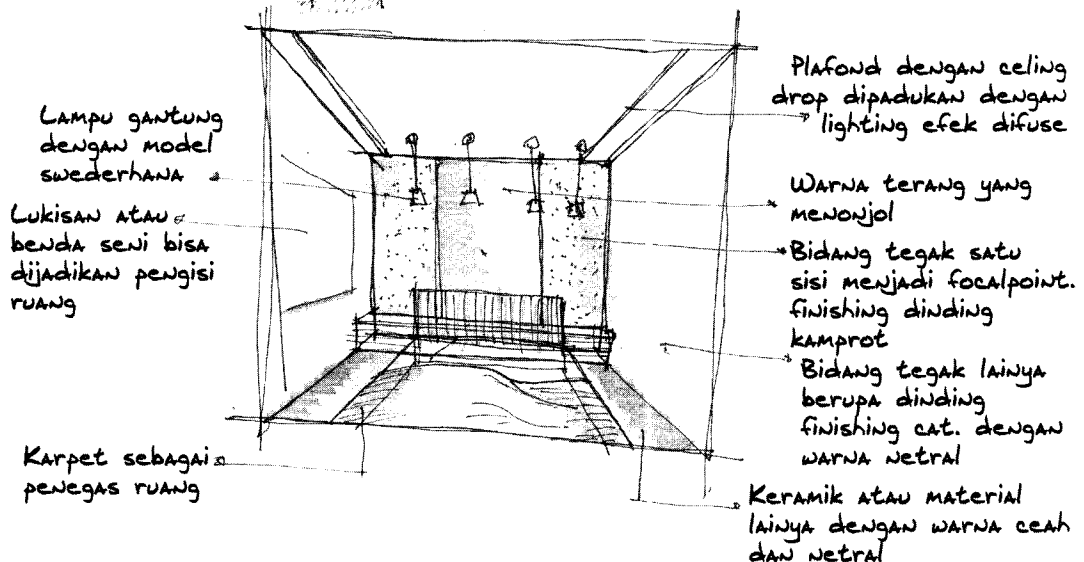 Lampu gantung
dengan model
swederhana
Lukisan atau
benda seni bisa
dijadikan pengisi
ruang
Karpet sebagai
penegas ruang
Plafond dengan celing
drop dipadukan dengan
lighting efek difuse
Warna terang yang
menonjol
Bidang tegak satu
sisi menjadi focalpoint.
finishing dinding
kamprot
Bidang tegak lainya
berupa dinding
finishing cat. dengan
warna netral
Keramik atau material
lainya dengan warna ceah
dan netral